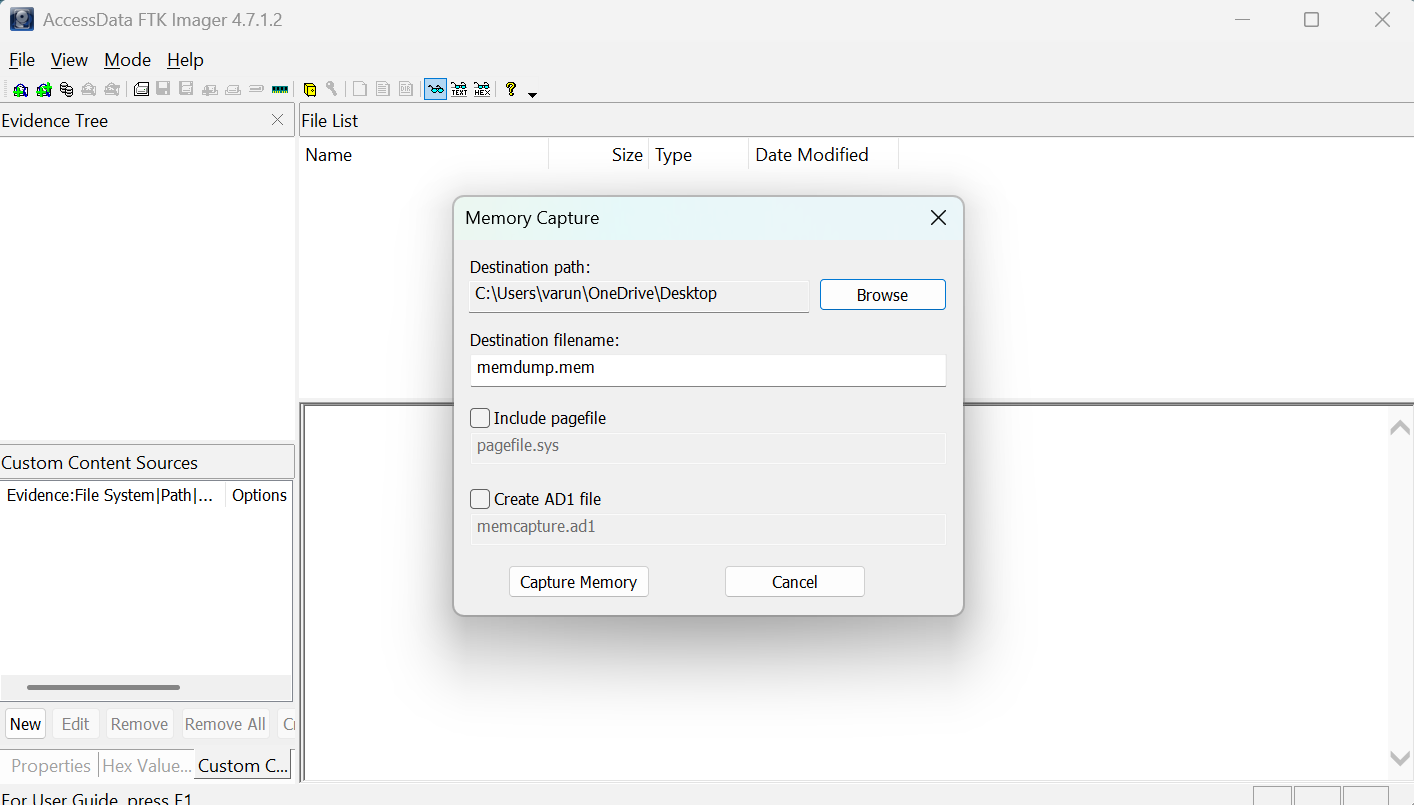 AccessData FTK Imager 4.7.1.2
File View Mode Help
TEXT HEX ?
Evidence Tree
File List
Name Size Type Date Modified
Memory Capture
Destination path:
C:\Users\varun\OneDrive\Desktop
Browse
Destination filename:
memdump.mem
Include pagefile
pagefile.sys
Create AD1 file
memcapture.ad1
Capture Memory Cancel
Custom Content Sources
Evidence:File System|Path|... Options
New Edit Remove Remove All
Properties Hex Value... Custom C...
For User Guide, press F1